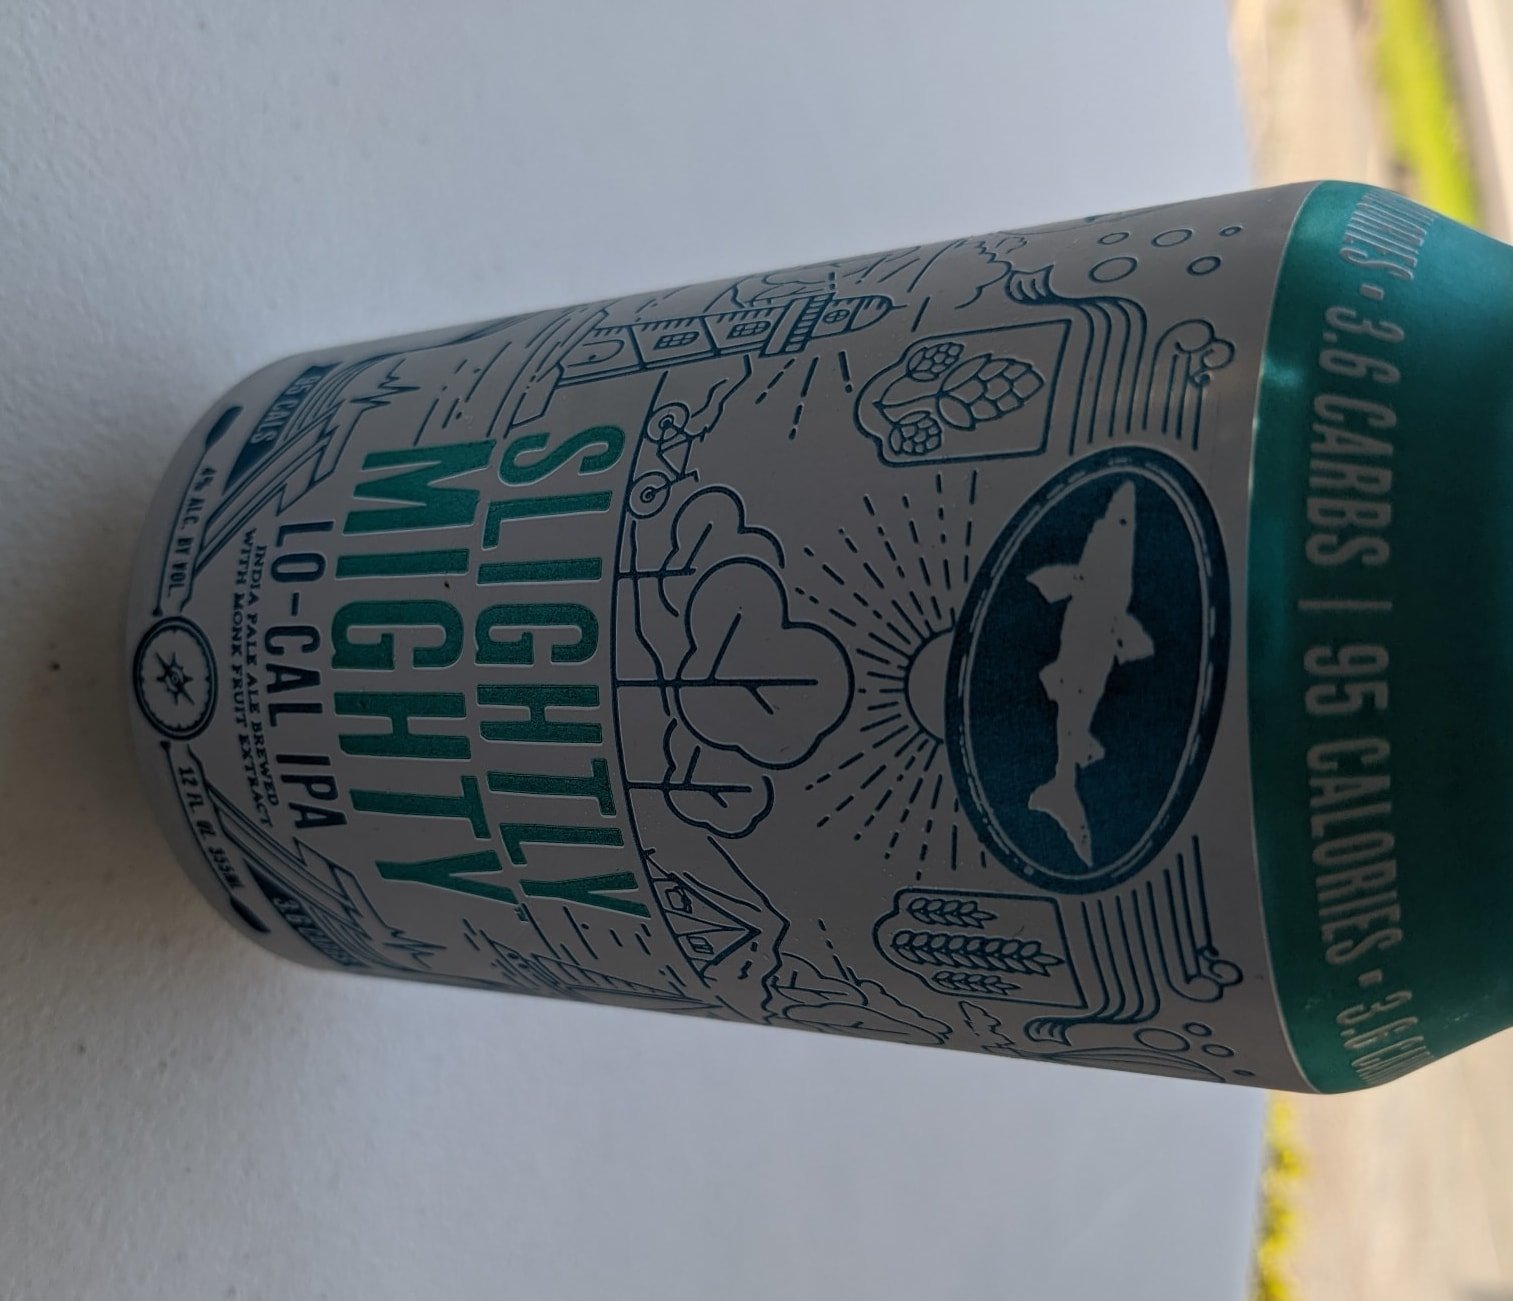 3.6 CARBS | 95 CALORIES • 3.6
SLIGHTLY
MIGHTY
LO-CAL IPA
INDIA PALE ALE BREWED
WITH MONK FRUIT EXTRACT
4% ALC. BY VOL.
12 FL. OZ. 355ML